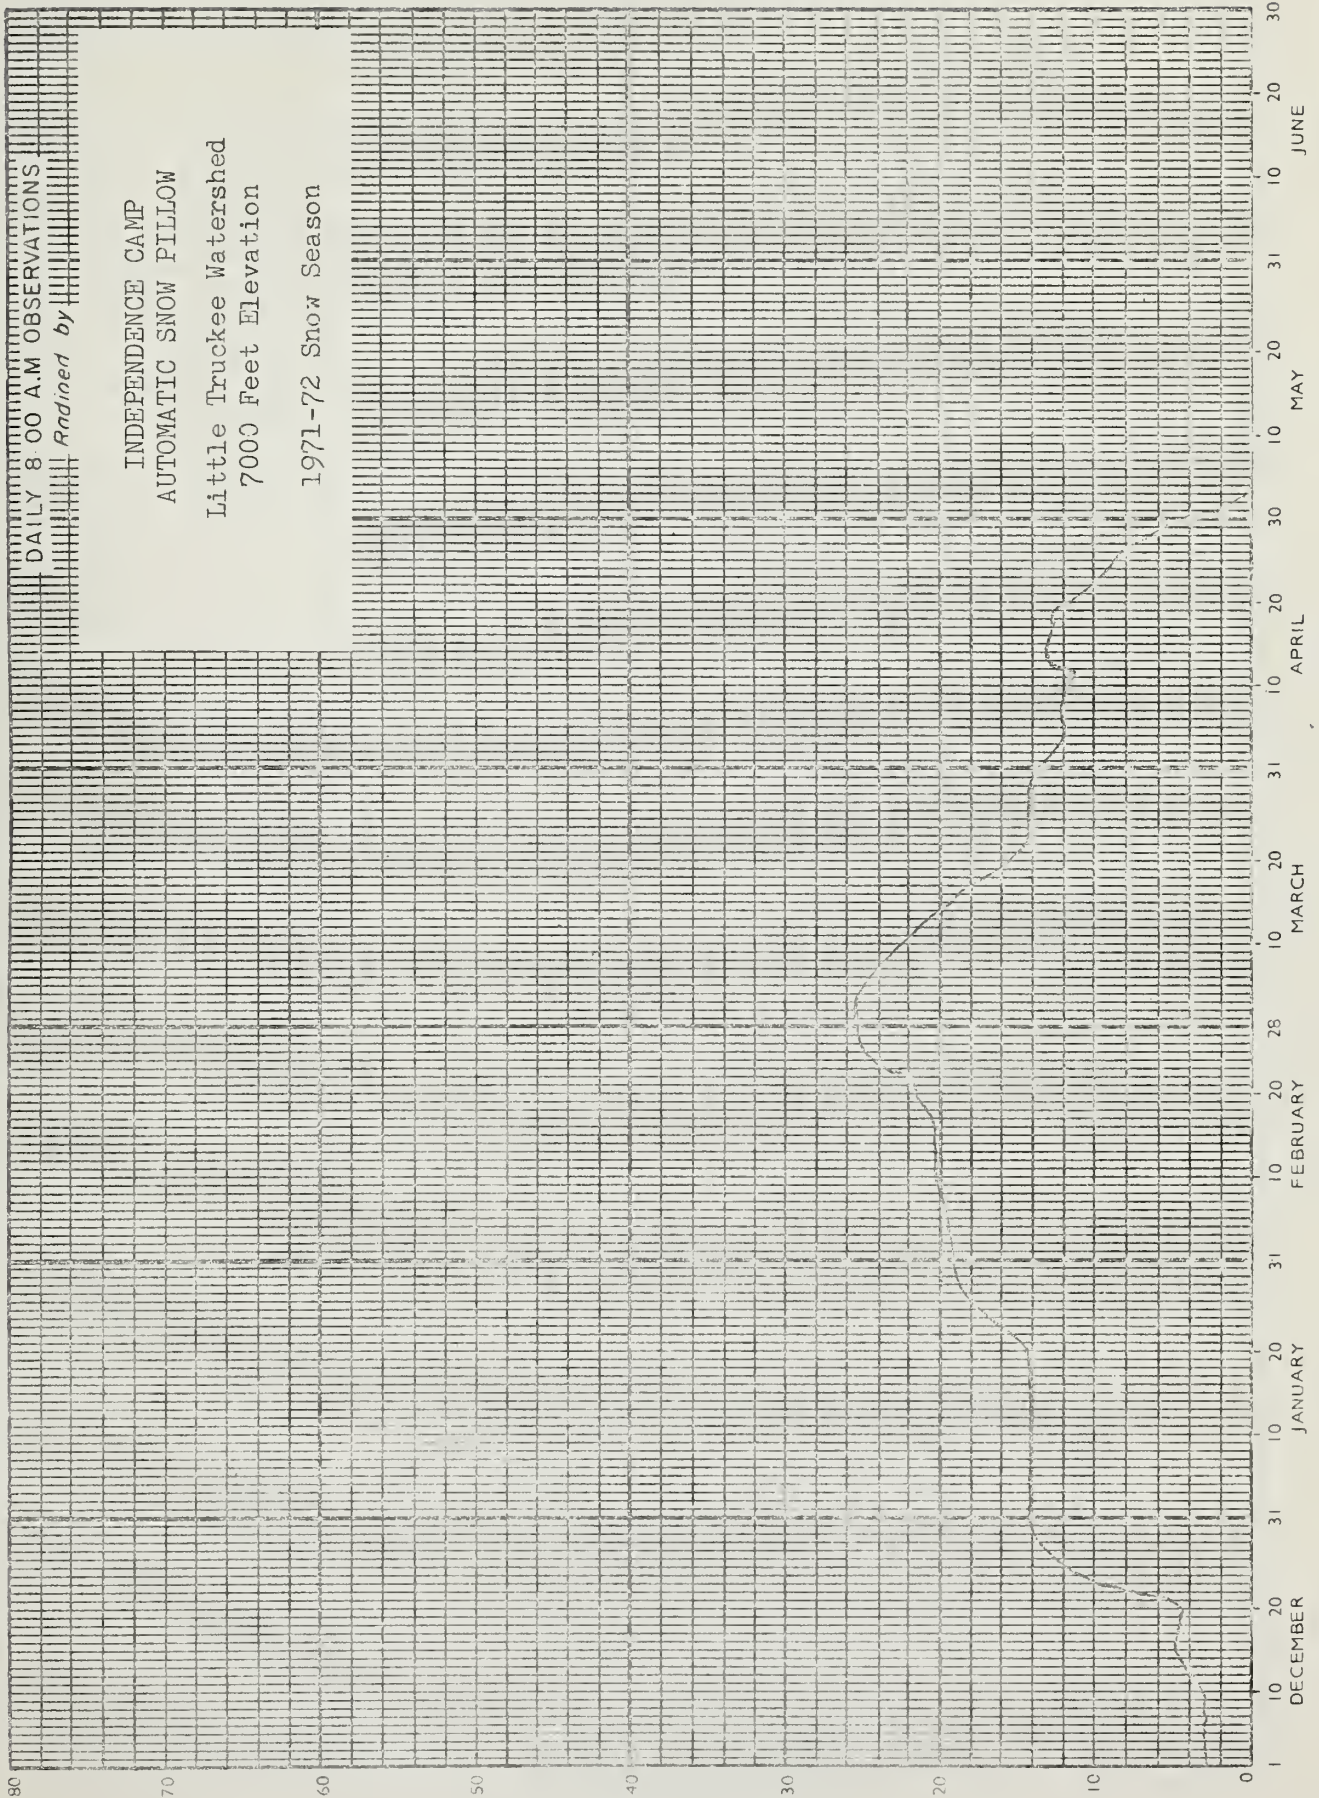 DAILY 8:00 A.M OBSERVATIONS
Radined by
INDEPENDENCE CAMP
AUTOMATIC SNOW PILLOW
Little Truckee Watershed
7000 Feet Elevation
1971-72 Snow Season
80
70
60
50
40
30
20
10
0
1 10 20 31 10 20 31 10 20 28 10 20 31 10 20 30 10 20 31 10 20 30
DECEMBER JANUARY FEBRUARY MARCH APRIL MAY JUNE